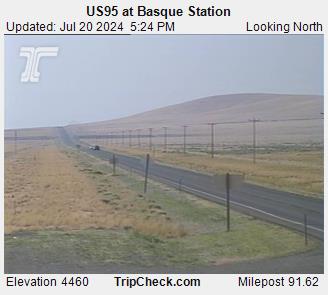 US95 at Basque Station
Updated: Jul 20 2024 5:24 PM Looking North
Elevation 4460 TripCheck.com Milepost 91.62